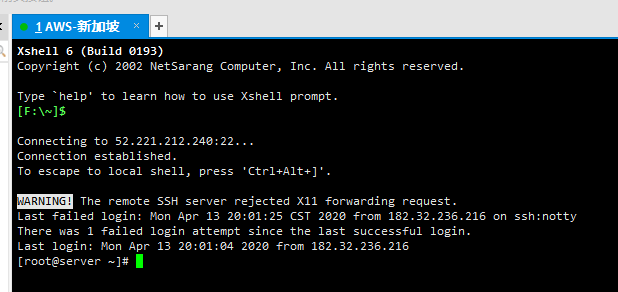 1 AWS-新加坡
Xshell 6 (Build 0193)
Copyright (c) 2002 NetSarang Computer, Inc. All rights reserved.
Type `help' to learn how to use Xshell prompt.
[F:\~]$
Connecting to 52.221.212.240:22...
Connection established.
To escape to local shell, press 'Ctrl+Alt+]'.
WARNING! The remote SSH server rejected X11 forwarding request.
Last failed login: Mon Apr 13 20:01:25 CST 2020 from 182.32.236.216 on ssh:notty
There was 1 failed login attempt since the last successful login.
Last login: Mon Apr 13 20:01:04 2020 from 182.32.236.216
[root@server ~]#